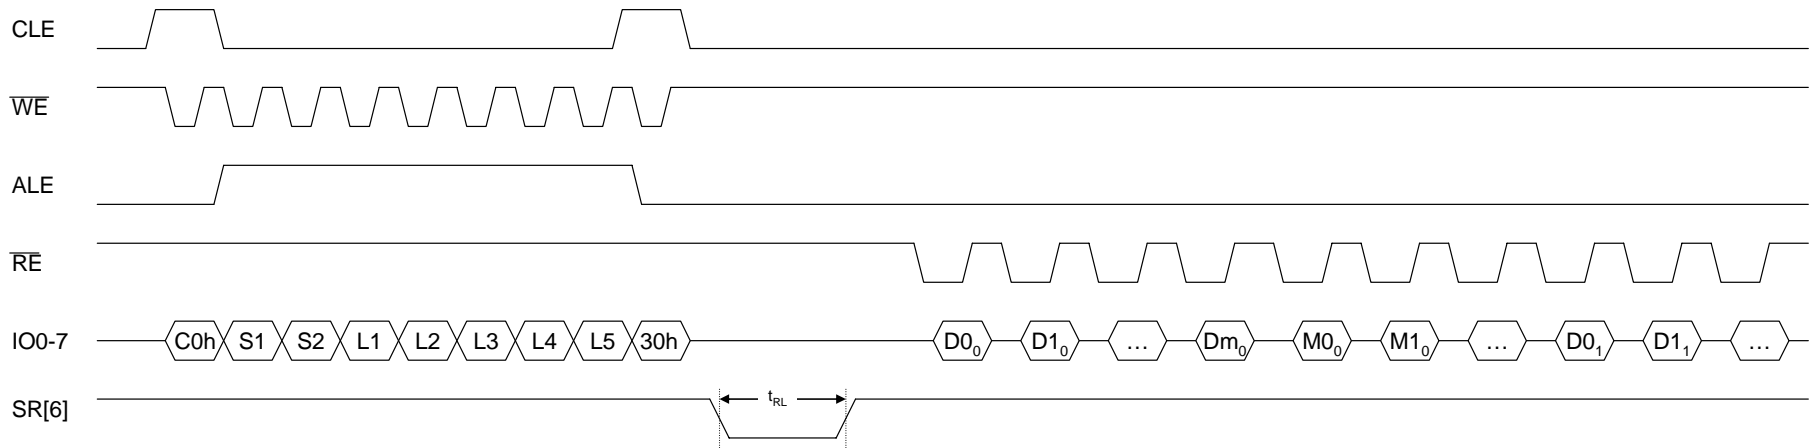 CLE
WE
ALE
RE
IO0-7 C0h S1 S2 L1 L2 L3 L4 L5 30h D0₀ D1₀ ... Dm₀ M0₀ M1₀ ... D0₁ D1₁ ...
SR[6] tRL